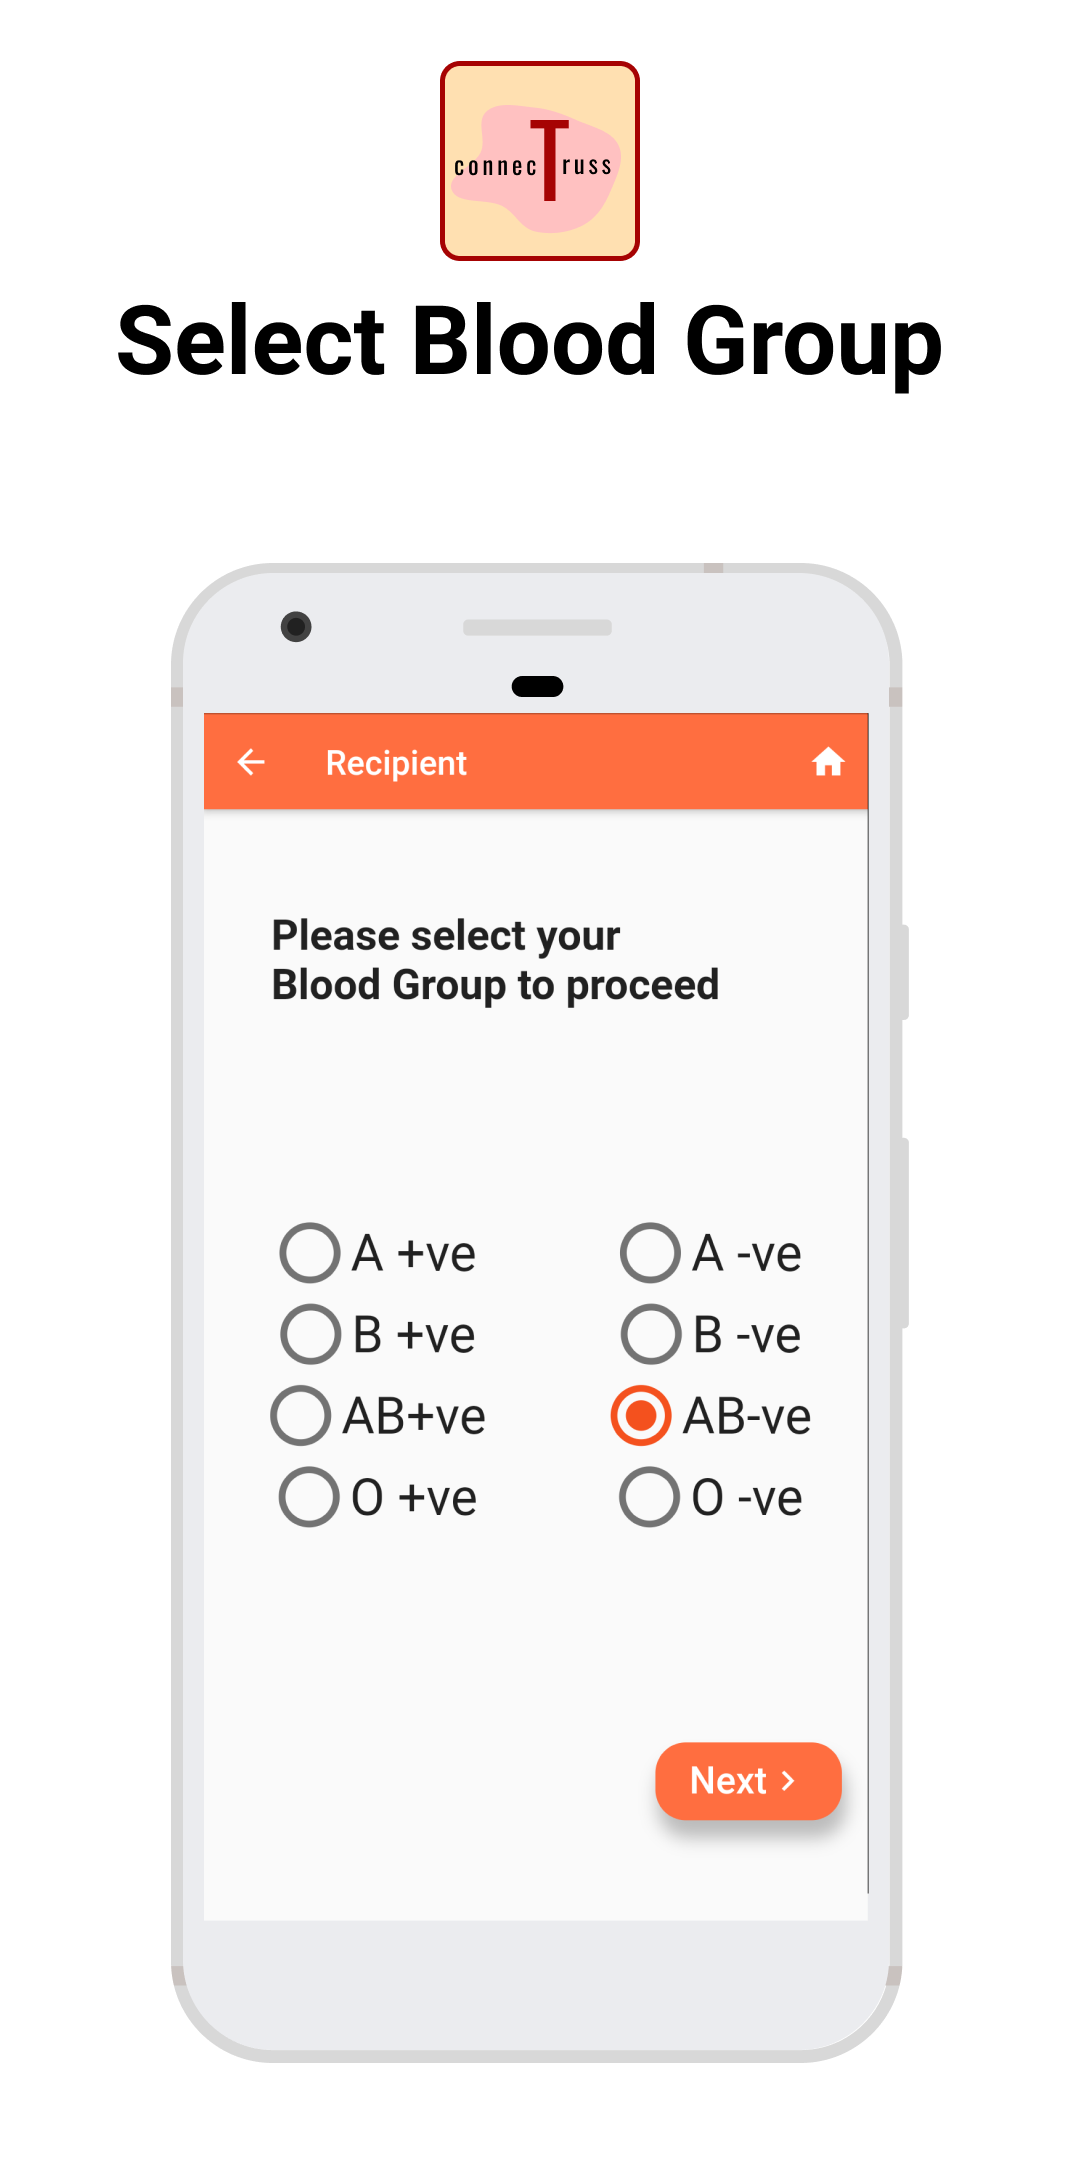 connecTruss
Select Blood Group
Recipient
Please select your
Blood Group to proceed
A +ve
A -ve
B +ve
B -ve
AB+ve
AB-ve
O +ve
O -ve
Next